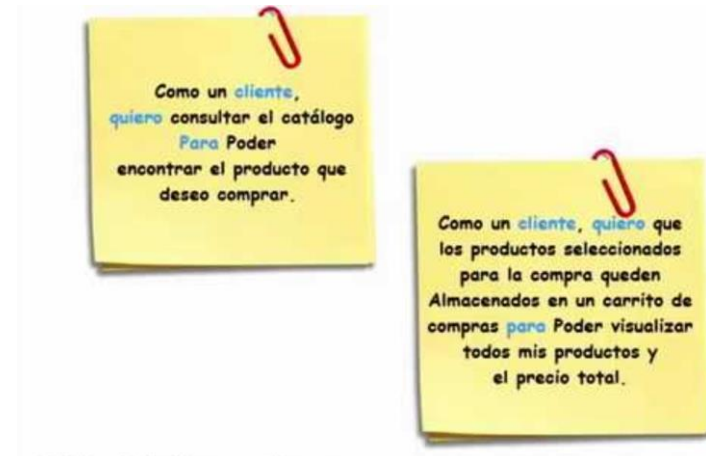 Como un cliente,
quiero consultar el catálogo
Para Poder
encontrar el producto que
deseo comprar.
Como un cliente, quiero que
los productos seleccionados
para la compra queden
Almacenados en un carrito de
compras para Poder visualizar
todos mis productos y
el precio total.